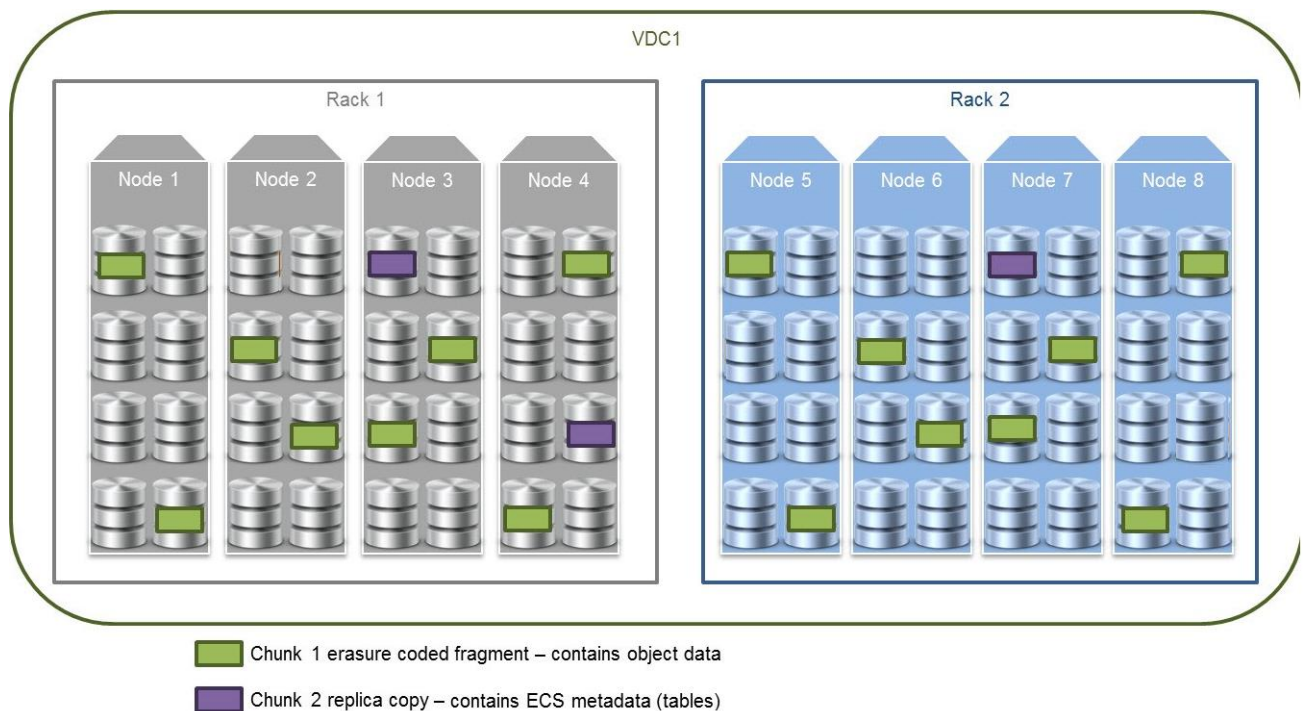 VDC1
Rack 1
Rack 2
Node 1
Node 2
Node 3
Node 4
Node 5
Node 6
Node 7
Node 8
Chunk 1 erasure coded fragment – contains object data
Chunk 2 replica copy – contains ECS metadata (tables)